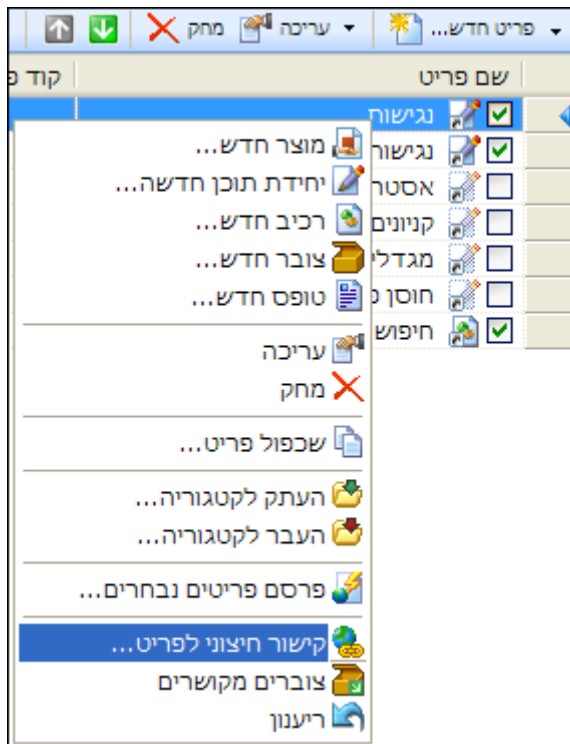 פריט חדש... עריכה מחק
שם פריט קוד
נגישות
נגישות
קניונים
מגדלי
חוסן
חיפוש
מוצר חדש...
יחידת תוכן חדשה...
רכיב חדש...
צובר חדש...
טופס חדש...
עריכה
מחק
שכפול פריט...
העתק לקטגוריה...
העבר לקטגוריה...
פרסם פריטים נבחרים...
קישור חיצוני לפריט...
צוברים מקושרים
ריענון